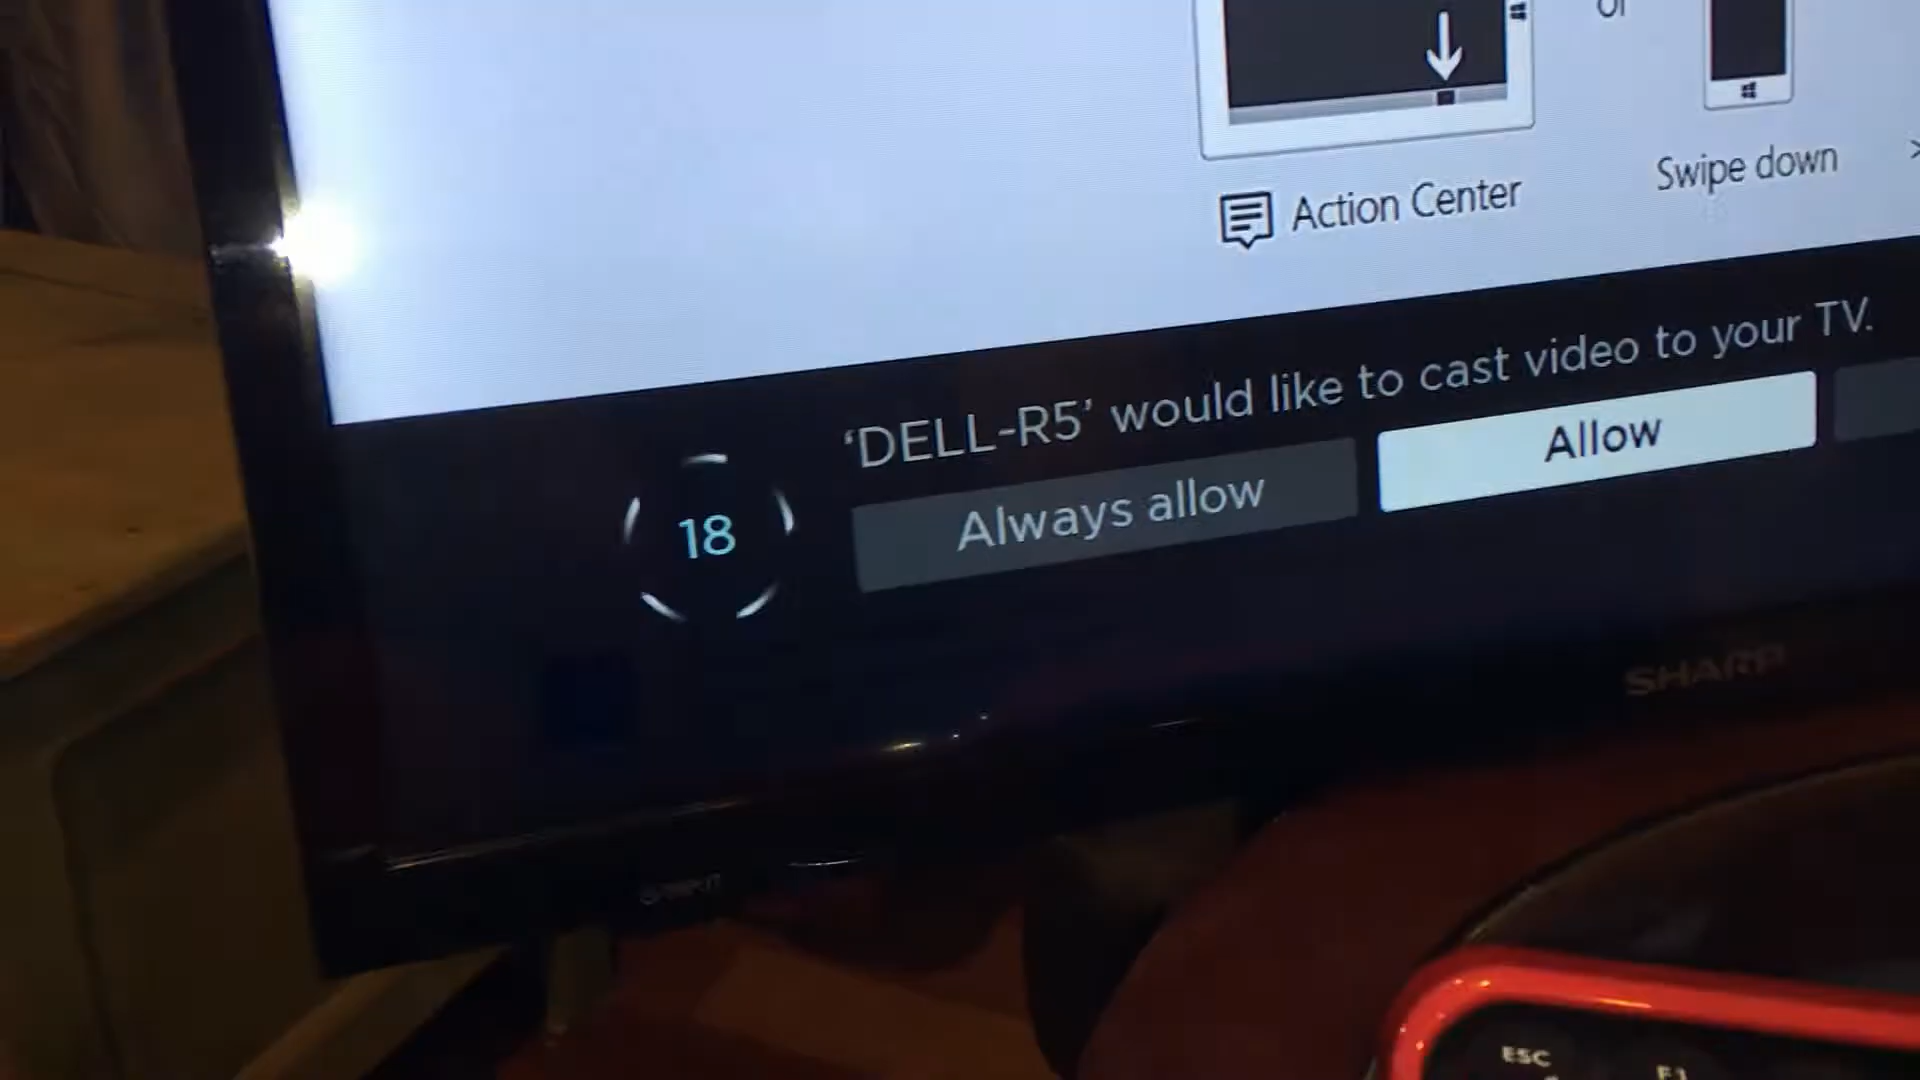 or
Action Center
Swipe down
'DELL-R5' would like to cast video to your TV.
18
Always allow
Allow
SHARP
ESC
F1